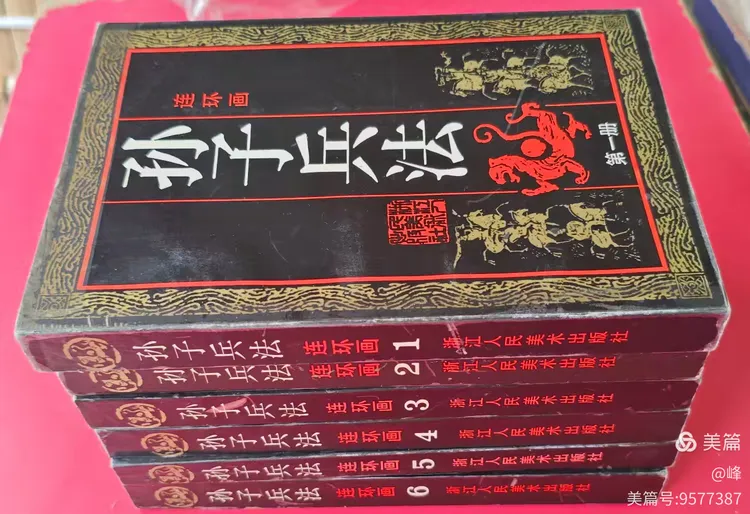 连环画
孙子兵法
第一册
孙子兵法 连环画 1 浙江人民美术出版社
孙子兵法 连环画 2 浙江人民美术出版社
孙子兵法 连环画 3 浙江人民美术出版社
孙子兵法 连环画 4 浙江人民美术出版社
孙子兵法 连环画 5 浙江人民美术出版社
孙子兵法 连环画 6 浙江人民美术出版社
美篇
@峰
美篇号:9577387